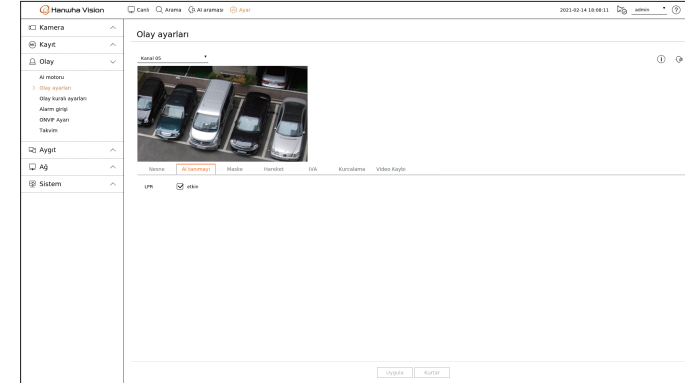 Hanwha Vision
Canlı Arama AI araması Ayar
2021-02-14 18:08:11 admin
Kamera
Kayıt
Olay
AI motoru
Olay ayarları
Olay kuralı ayarları
Alarm girişi
ONVIF Ayarı
Takvim
Aygıt
Ağ
Sistem
Olay ayarları
Kanal 05
Nesne AI tanımayı Maske Hareket IVA Kurcalama Video Kaybı
LPR etkin
Uygula Kurtar